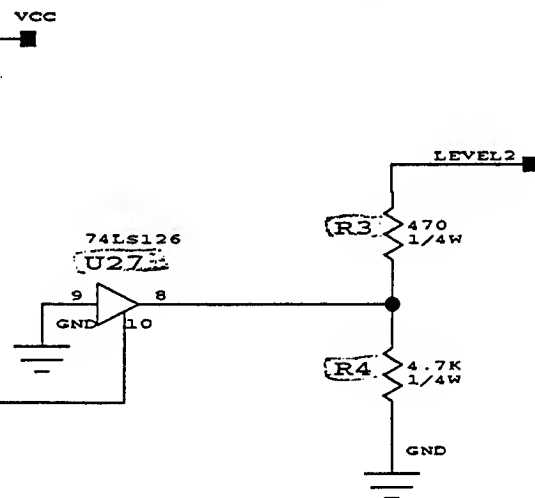 VCC
LEVEL2
R3
470
1/4W
74LS126
U27
9
8
GND
10
R4
4.7K
1/4W
GND